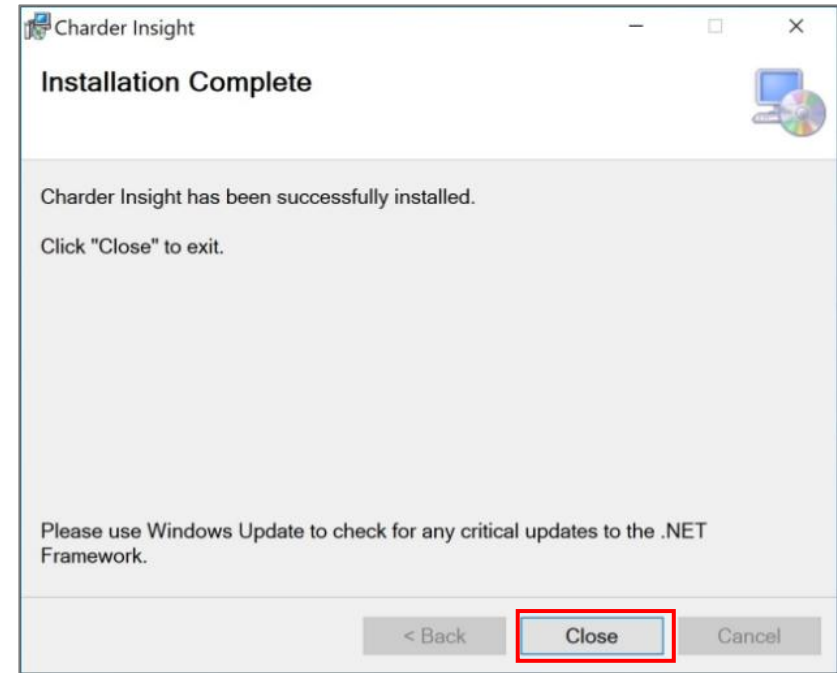 Charder Insight
Installation Complete
Charder Insight has been successfully installed.
Click "Close" to exit.
Please use Windows Update to check for any critical updates to the .NET
Framework.
< Back
Close
Cancel